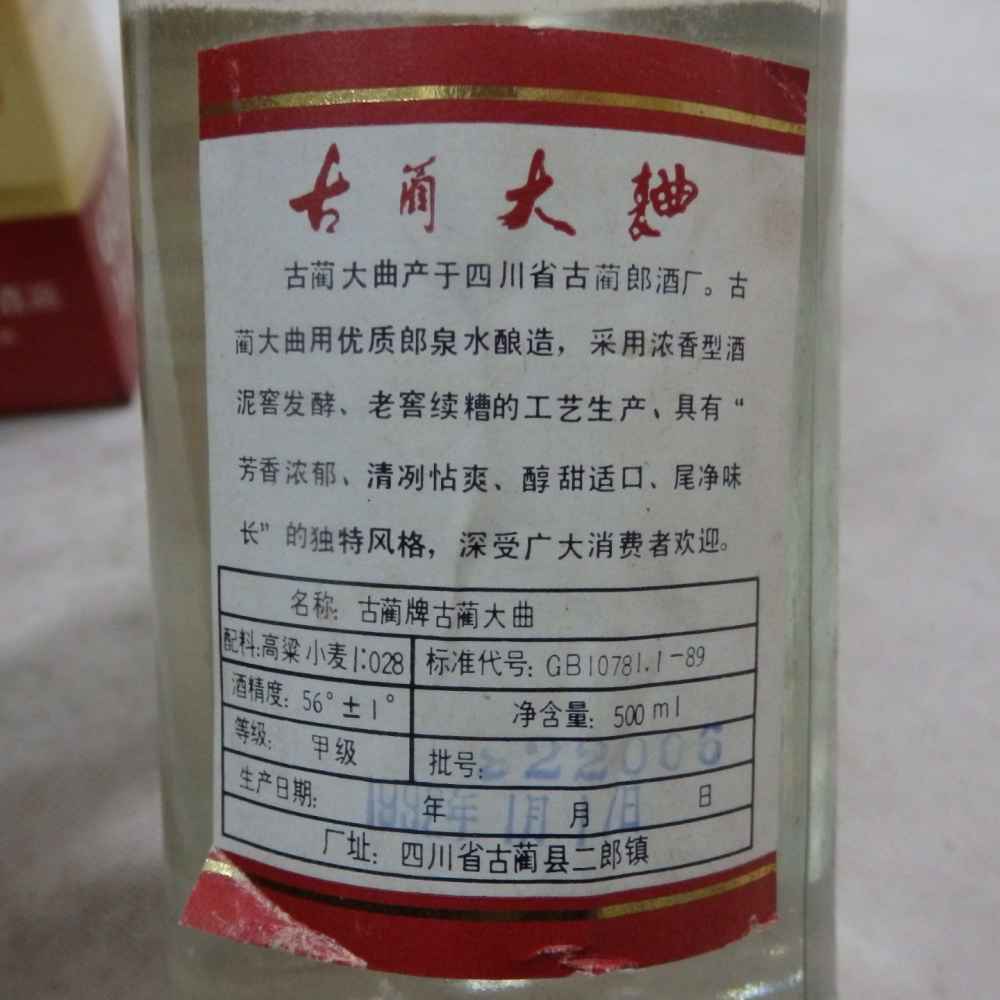 古蔺大麯
古蔺大曲产于四川省古蔺郎酒厂。古
蔺大曲用优质郎泉水酿造，采用浓香型酒
泥窖发酵、老窖续糟的工艺生产、具有“
芳香浓郁、清冽怗爽、醇甜适口、尾净味
长”的独特风格，深受广大消费者欢迎。
名称：古蔺牌古蔺大曲
配料:高粱 小麦1:028
标准代号：GB10781.1-89
酒精度：56°±1°
净含量：500ml
等级： 甲级
批号： 22006
生产日期： 年 月 日
厂址：四川省古蔺县二郎镇